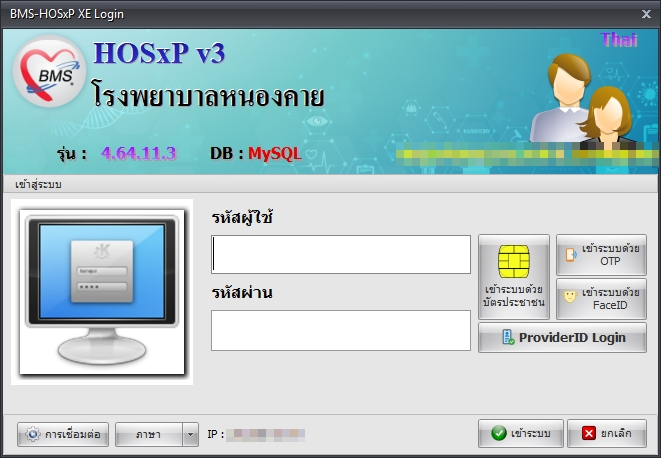 BMS-HOSxP XE Login
Thai
HOSxP v3
BMS
โรงพยาบาลหนองคาย
รุ่น : 4.64.11.3 DB : MySQL
เข้าสู่ระบบ
รหัสผู้ใช้
รหัสผ่าน
เข้าระบบด้วย
บัตรประชาชน
เข้าระบบด้วย
OTP
เข้าระบบด้วย
FaceID
ProviderID Login
การเชื่อมต่อ ภาษา IP : เข้าระบบ ยกเลิก